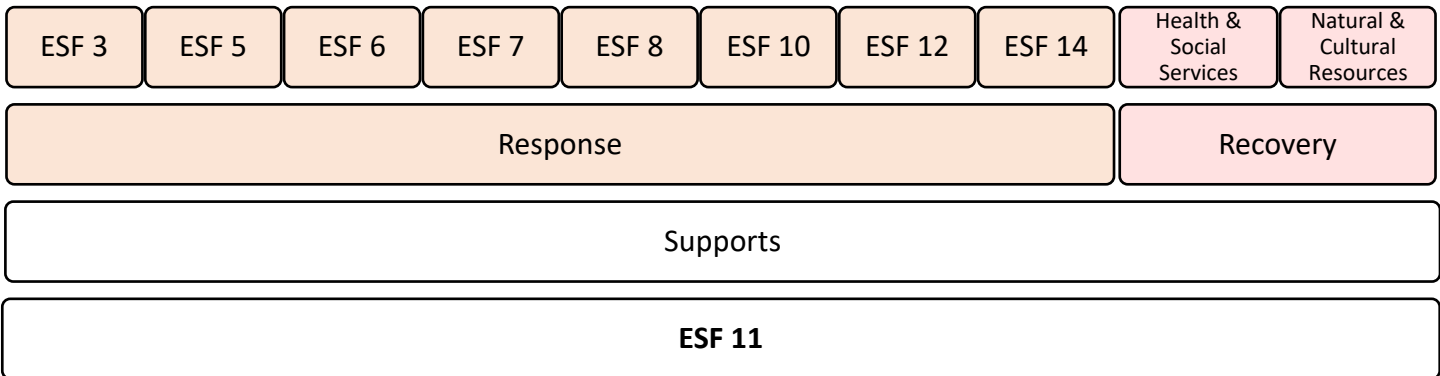 ESF 3
ESF 5
ESF 6
ESF 7
ESF 8
ESF 10
ESF 12
ESF 14
Health &
Social
Services
Natural &
Cultural
Resources
Response
Recovery
Supports
ESF 11